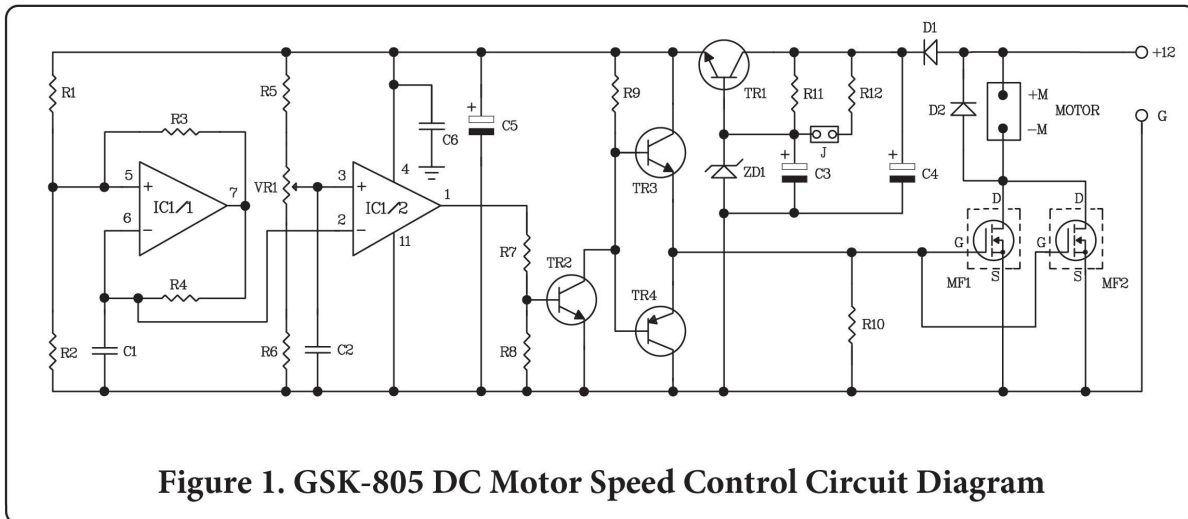 D1
+12
R1
R5
R9
TR1
R11
R12
D2
+M
MOTOR
-M
G
R3
+
C6
C5
J
+
C3
+
C4
5
+
7
IC1/1
6
-
VR1
3
+
4
1
IC1/2
2
-
11
TR3
ZD1
D
D
G
G
S
S
MF1
MF2
R4
R7
TR2
TR4
R10
R2
C1
R6
C2
R8
Figure 1. GSK-805 DC Motor Speed Control Circuit Diagram